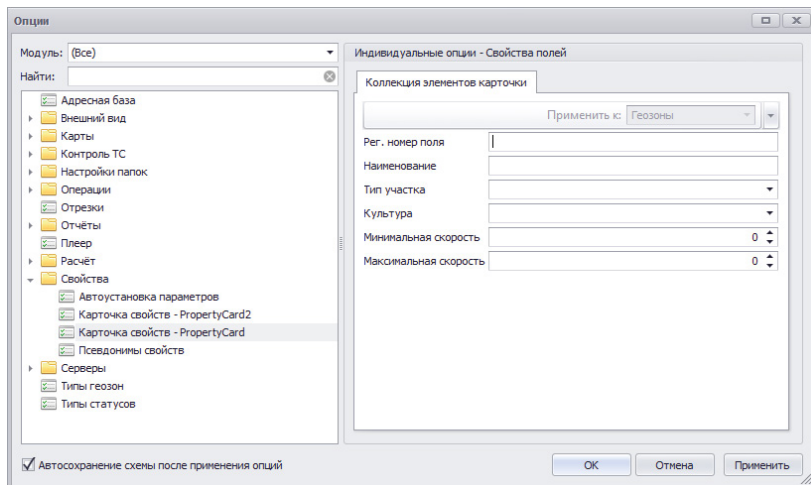 Опции
Модуль: (Все)
Найти:
Адресная база
Внешний вид
Карты
Контроль ТС
Настройки папок
Операции
Отрезки
Отчёты
Плеер
Расчёт
Свойства
Автоустановка параметров
Карточка свойств - PropertyCard2
Карточка свойств - PropertyCard
Псевдонимы свойств
Серверы
Типы геозон
Типы статусов
Индивидуальные опции - Свойства полей
Коллекция элементов карточки
Применить к: Геозоны
Рег. номер поля
Наименование
Тип участка
Культура
Минимальная скорость 0
Максимальная скорость 0
Автосохранение схемы после применения опций
OK Отмена Применить